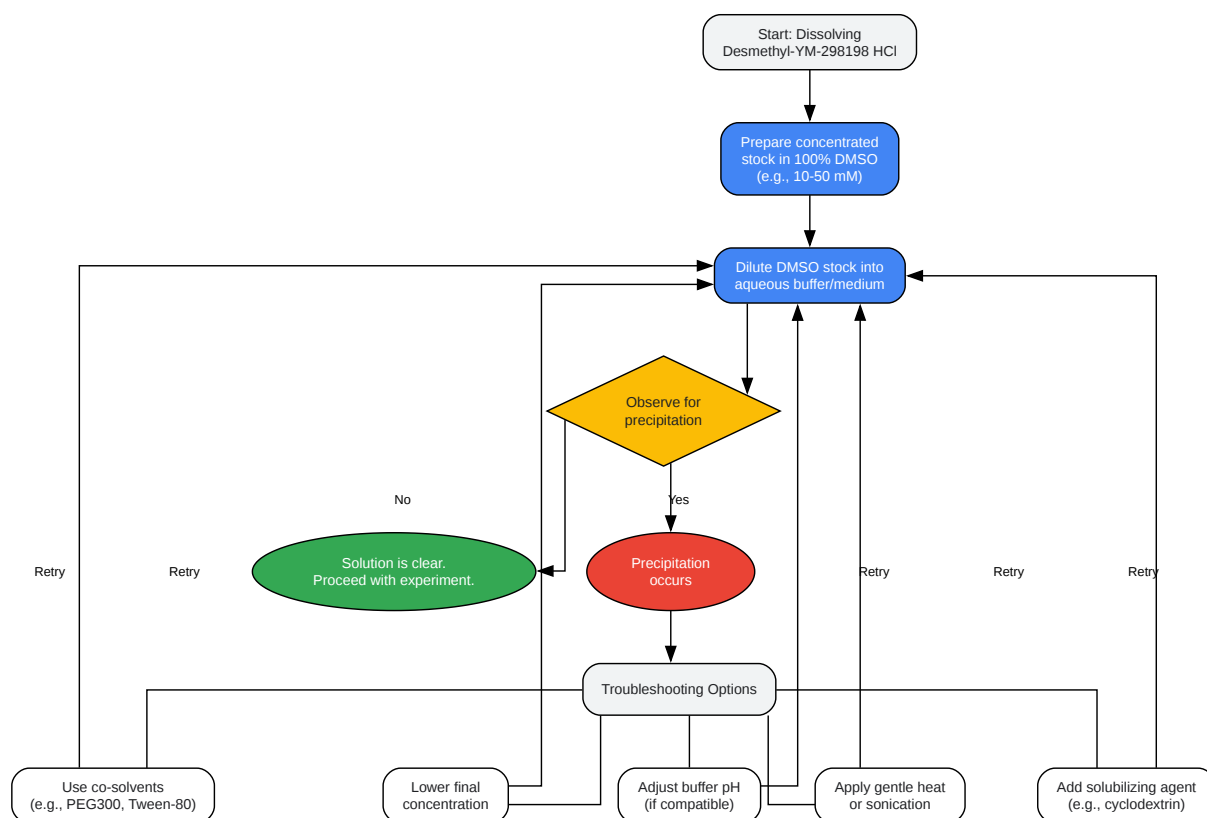 Start: Dissolving
Desmethyl-YM-298198 HCl
Prepare concentrated
stock in 100% DMSO
(e.g., 10-50 mM)
Dilute DMSO stock into
aqueous buffer/medium
Observe for
precipitation
No
Yes
Solution is clear.
Proceed with experiment.
Precipitation
occurs
Retry
Retry
Retry
Retry
Retry
Troubleshooting Options
Use co-solvents
(e.g., PEG300, Tween-80)
Lower final
concentration
Adjust buffer pH
(if compatible)
Apply gentle heat
or sonication
Add solubilizing agent
(e.g., cyclodextrin)